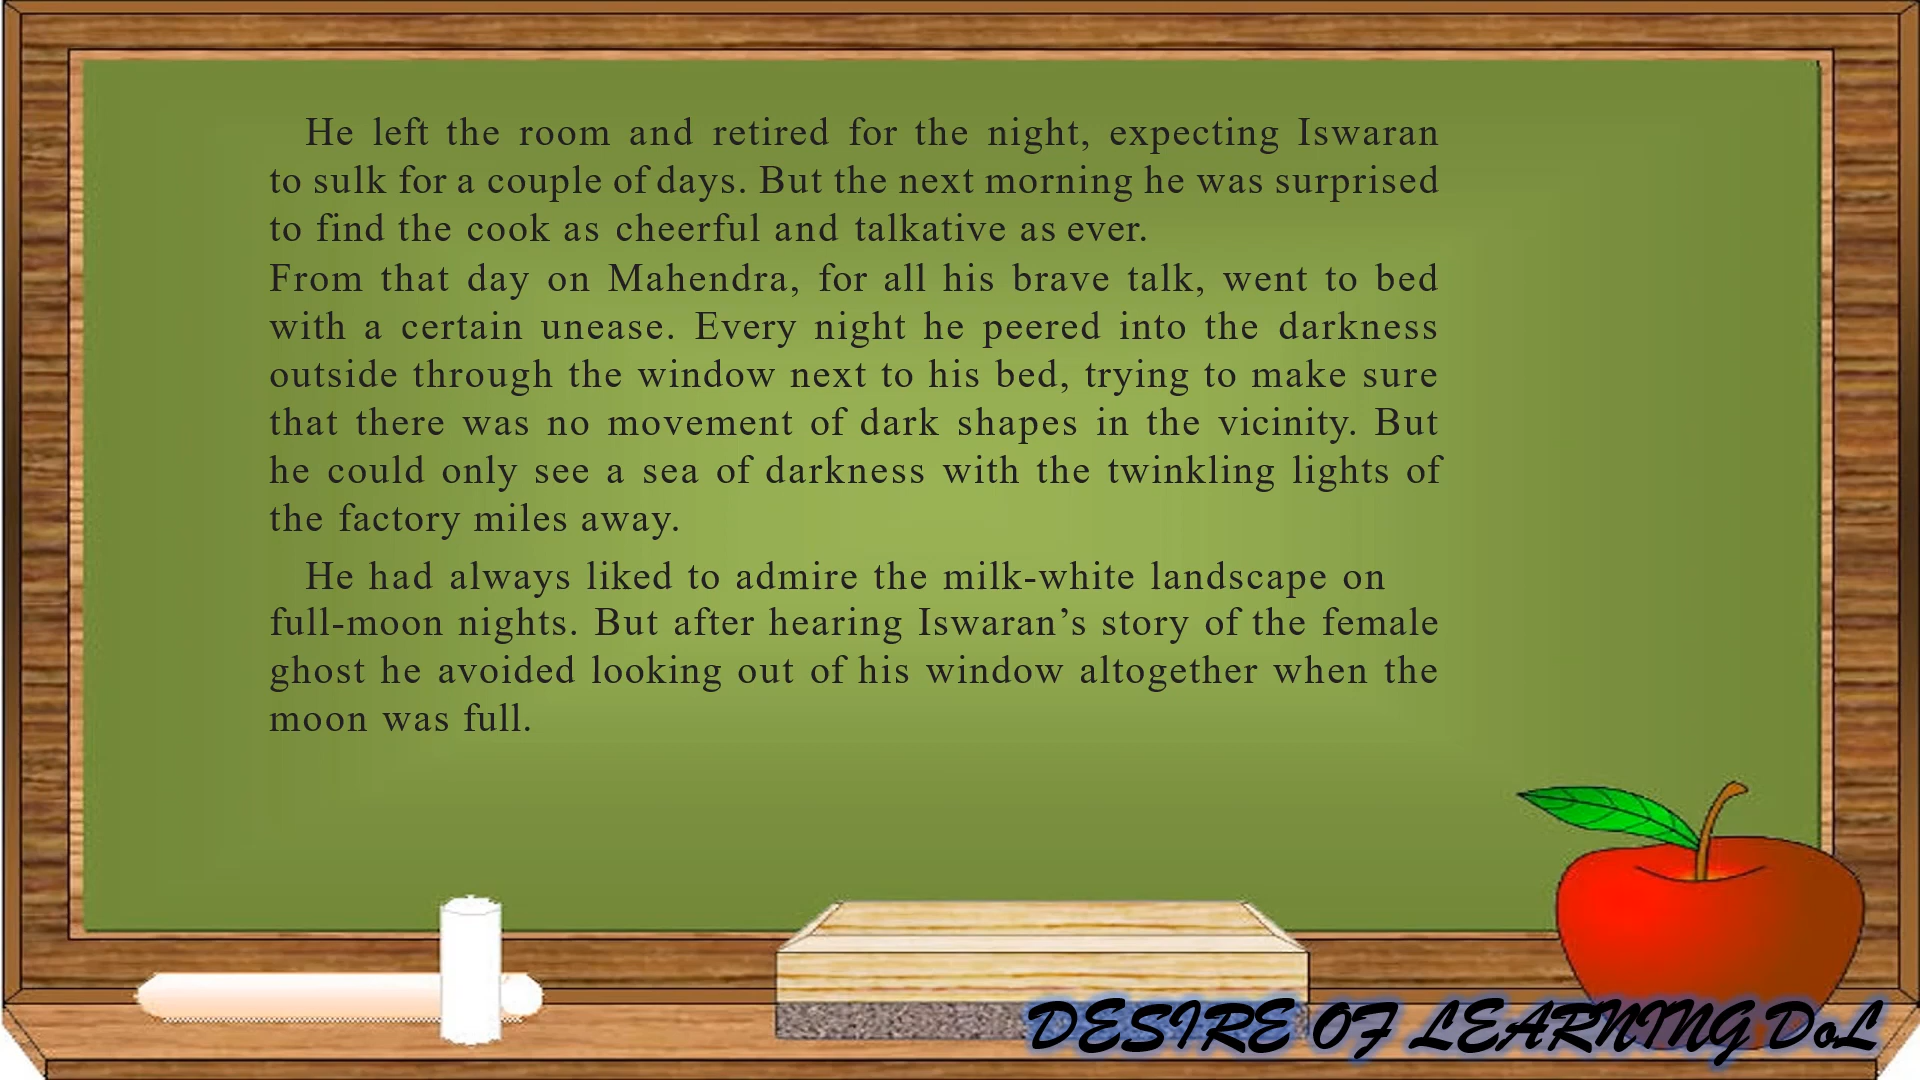 He left the room and retired for the night, expecting Iswaran
to sulk for a couple of days. But the next morning he was surprised
to find the cook as cheerful and talkative as ever.
From that day on Mahendra, for all his brave talk, went to bed
with a certain unease. Every night he peered into the darkness
outside through the window next to his bed, trying to make sure
that there was no movement of dark shapes in the vicinity. But
he could only see a sea of darkness with the twinkling lights of
the factory miles away.
He had always liked to admire the milk-white landscape on
full-moon nights. But after hearing Iswaran’s story of the female
ghost he avoided looking out of his window altogether when the
moon was full.
DESIRE OF LEARNING DoL